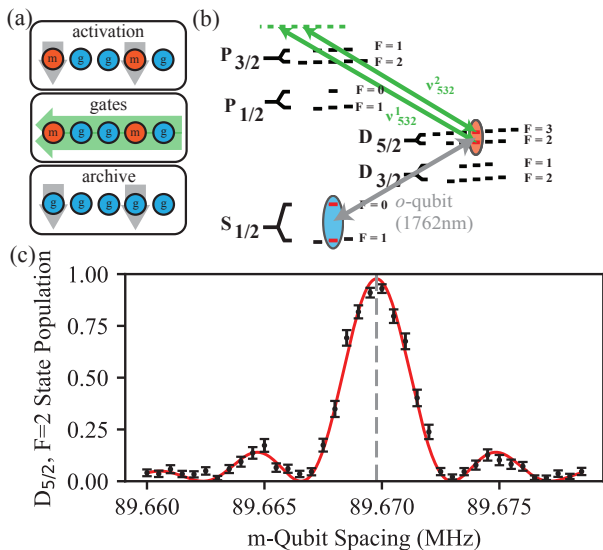 (a)
activation
m g g m g
gates
m g g m g
archive
g g g g g
(b)
P3/2
F = 1
F = 2
P1/2
F = 0
F = 1
ν²532
ν¹532
D5/2
F = 3
F = 2
D3/2
F = 1
F = 2
o-qubit
(1762nm)
S1/2
F = 0
F = 1
(c)
D5/2, F=2 State Population
1.00
0.75
0.50
0.25
0.00
89.660 89.665 89.670 89.675
m-Qubit Spacing (MHz)